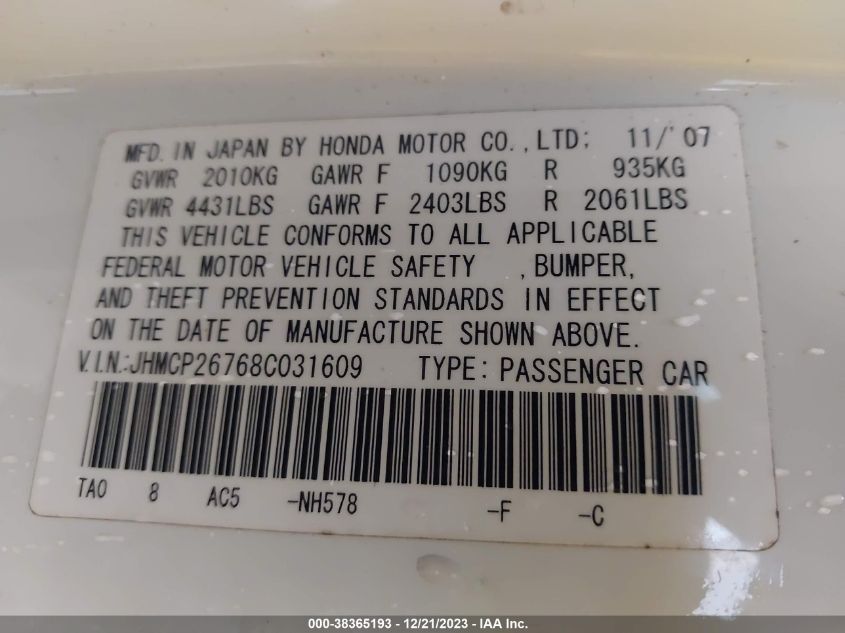 MFD. IN JAPAN BY HONDA MOTOR CO.,LTD; 11/'07
GVWR 2010KG GAWR F 1090KG R 935KG
GVWR 4431LBS GAWR F 2403LBS R 2061LBS
THIS VEHICLE CONFORMS TO ALL APPLICABLE
FEDERAL MOTOR VEHICLE SAFETY , BUMPER,
AND THEFT PREVENTION STANDARDS IN EFFECT
ON THE DATE OF MANUFACTURE SHOWN ABOVE.
V.I.N.:JHMCP26768C031609 TYPE: PASSENGER CAR
TA0 8 AC5 -NH578 -F -C
000-38365193 - 12/21/2023 - IAA Inc.